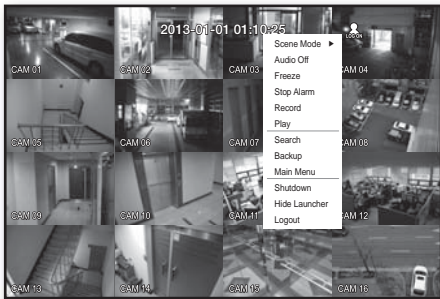 2013-01-01 01:10:25
LOG ON
Scene Mode
Audio Off
Freeze
Stop Alarm
Record
Play
Search
Backup
Main Menu
Shutdown
Hide Launcher
Logout
CAM 01
CAM 02
CAM 03
CAM 04
CAM 05
CAM 06
CAM 07
CAM 08
CAM 09
CAM 10
CAM 11
CAM 12
CAM 13
CAM 14
CAM 15
CAM 16